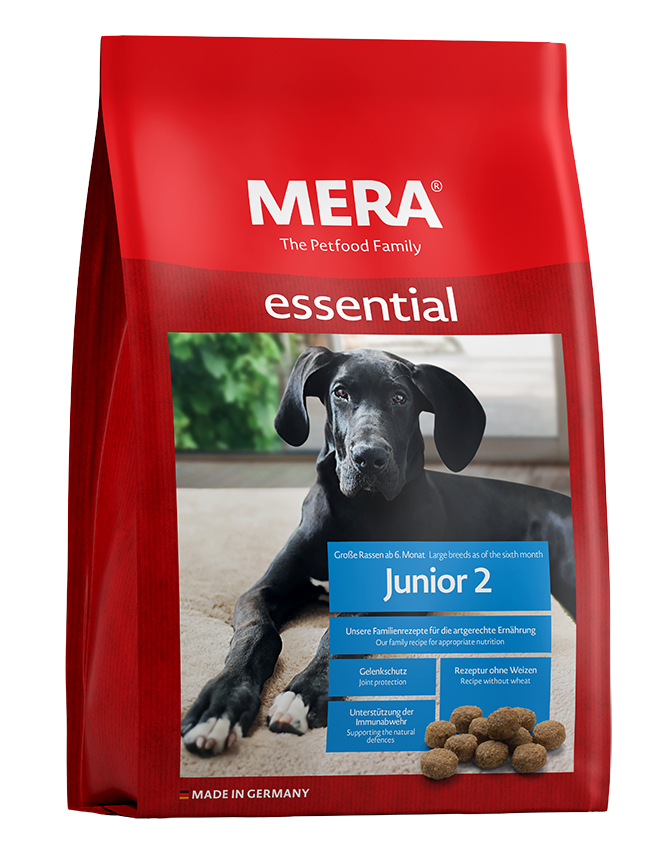 MERA®
The Petfood Family
essential
Große Rassen ab 6. Monat Large breeds as of the sixth month
Junior 2
Unsere Familienrezepte für die artgerechte Ernährung
Our family recipe for appropriate nutrition
Gelenkschutz
Joint protection
Rezeptur ohne Weizen
Recipe without wheat
Unterstützung der
Immunabwehr
Supporting the natural
defences
MADE IN GERMANY